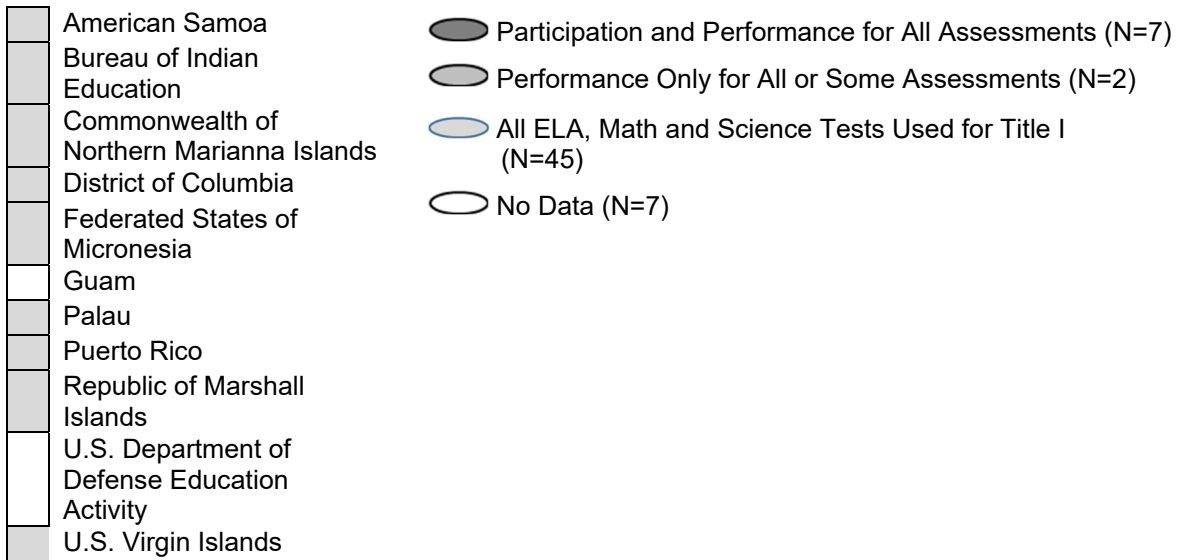 American Samoa
Bureau of Indian
Education
Commonwealth of
Northern Marianna Islands
District of Columbia
Federated States of
Micronesia
Guam
Palau
Puerto Rico
Republic of Marshall
Islands
U.S. Department of
Defense Education
Activity
U.S. Virgin Islands
Participation and Performance for All Assessments (N=7)
Performance Only for All or Some Assessments (N=2)
All ELA, Math and Science Tests Used for Title I
(N=45)
No Data (N=7)